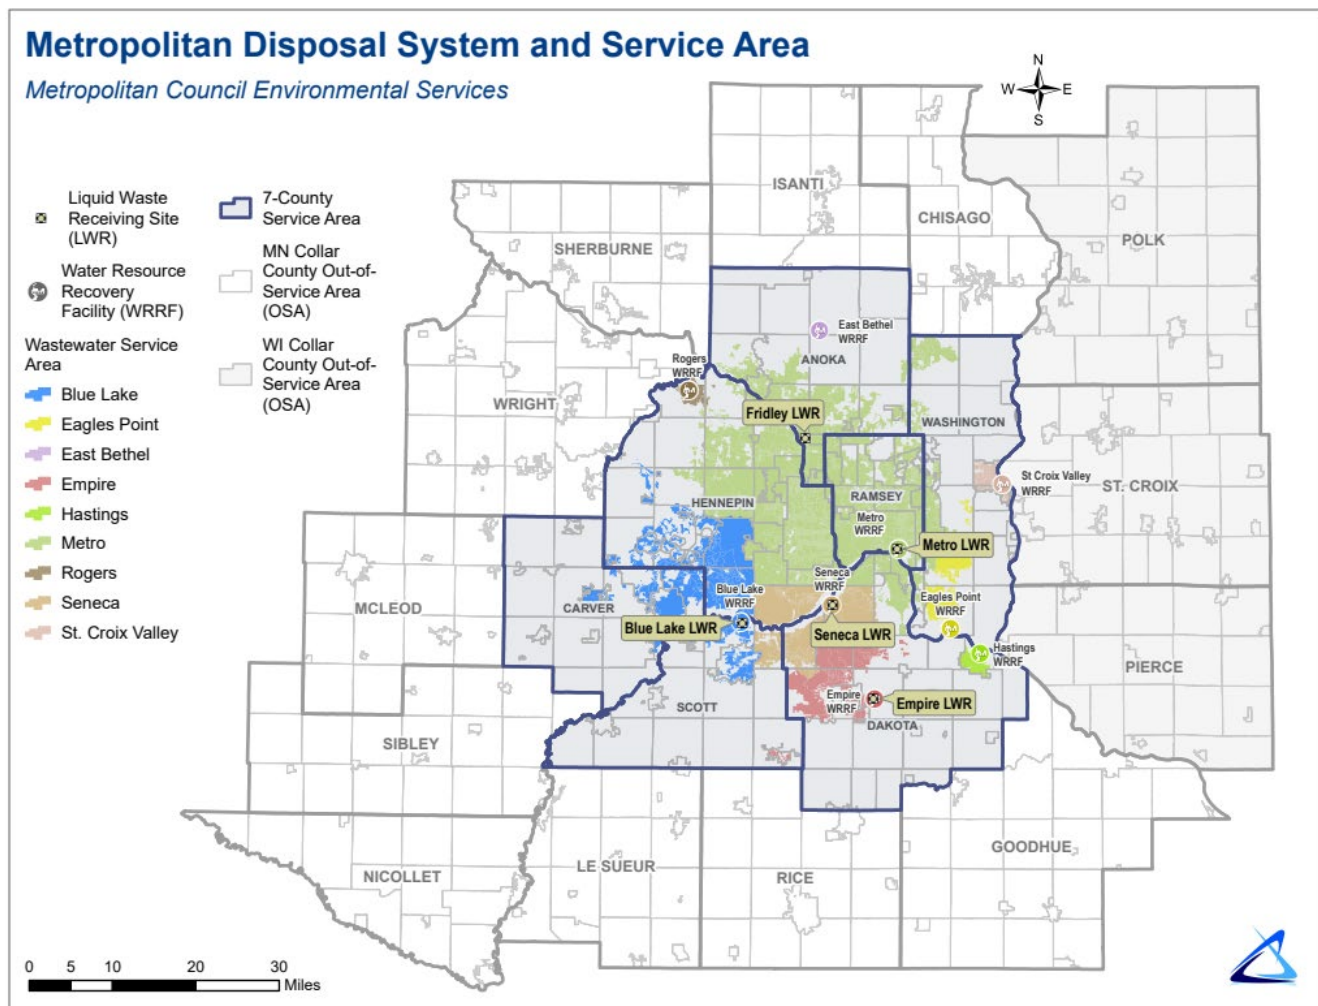 Metropolitan Disposal System and Service Area
Metropolitan Council Environmental Services
N
W
E
S
Liquid Waste
Receiving Site
(LWR)
Water Resource
Recovery
Facility (WRRF)
Wastewater Service
Area
Blue Lake
Eagles Point
East Bethel
Empire
Hastings
Metro
Rogers
Seneca
St. Croix Valley
7-County
Service Area
MN Collar
County Out-of-
Service Area
(OSA)
WI Collar
County Out-of-
Service Area
(OSA)
ISANTI
CHISAGO
POLK
SHERBURNE
East Bethel
WRRF
ANOKA
Rogers
WRRF
WRIGHT
Fridley LWR
WASHINGTON
St Croix Valley
WRRF
ST. CROIX
HENNEPIN
RAMSEY
Metro
WRRF
Metro LWR
Seneca
WRRF
Blue Lake
WRRF
Eagles Point
WRRF
MCLEOD
CARVER
Blue Lake LWR
Seneca LWR
Hastings
WRRF
PIERCE
Empire
WRRF
Empire LWR
SCOTT
DAKOTA
SIBLEY
GOODHUE
LE SUEUR
RICE
NICOLLET
0 5 10 20 30
Miles